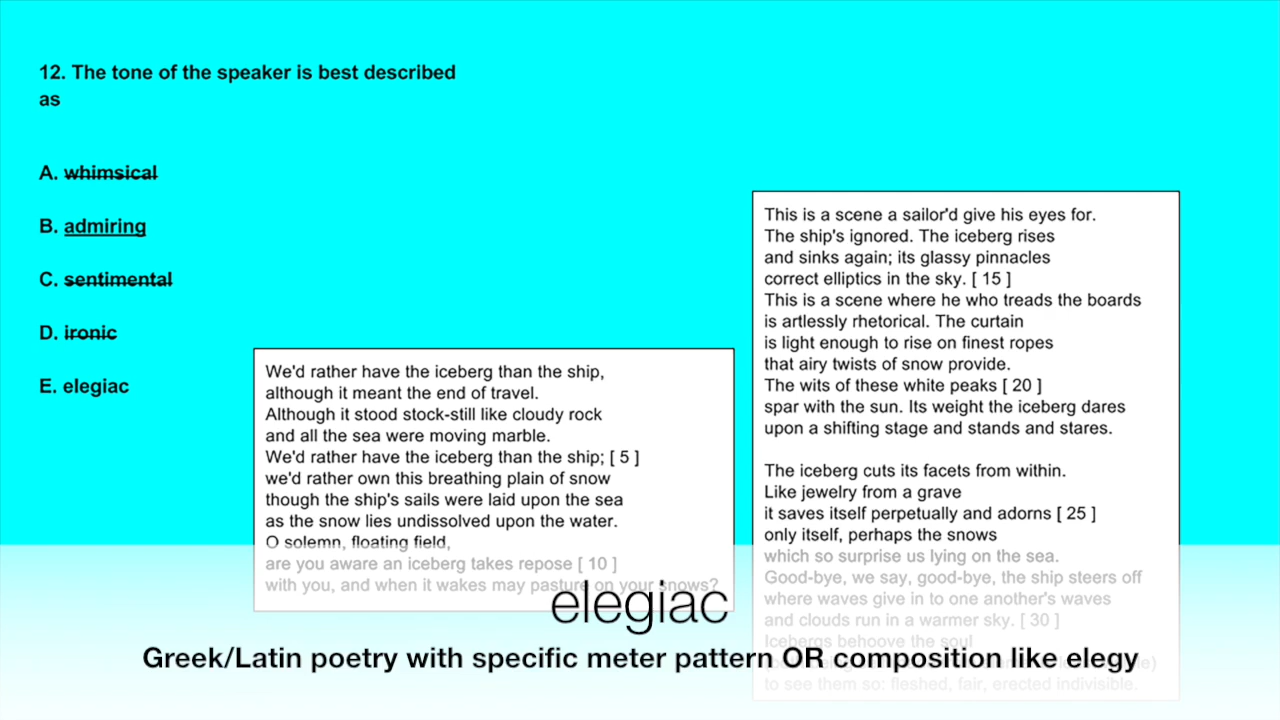 12. The tone of the speaker is best described
as
A. whimsical
B. admiring
C. sentimental
D. ironic
E. elegiac
We'd rather have the iceberg than the ship,
although it meant the end of travel.
Although it stood stock-still like cloudy rock
and all the sea were moving marble.
We'd rather have the iceberg than the ship; [ 5 ]
we'd rather own this breathing plain of snow
though the ship's sails were laid upon the sea
as the snow lies undissolved upon the water.
O solemn, floating field,
are you aware an iceberg takes repose [ 10 ]
with you, and when it wakes may pasture on your snows?
This is a scene a sailor'd give his eyes for.
The ship's ignored. The iceberg rises
and sinks again; its glassy pinnacles
correct elliptics in the sky. [ 15 ]
This is a scene where he who treads the boards
is artlessly rhetorical. The curtain
is light enough to rise on finest ropes
that airy twists of snow provide.
The wits of these white peaks [ 20 ]
spar with the sun. Its weight the iceberg dares
upon a shifting stage and stands and stares.
The iceberg cuts its facets from within.
Like jewelry from a grave
it saves itself perpetually and adorns [ 25 ]
only itself, perhaps the snows
which so surprise us lying on the sea.
Good-bye, we say, good-bye, the ship steers off
where waves give in to one another's waves
and clouds run in a warmer sky. [ 30 ]
Icebergs behoove the soul
to see them so: fleshed, fair, erected indivisible.
elegiac
Greek/Latin poetry with specific meter pattern OR composition like elegy